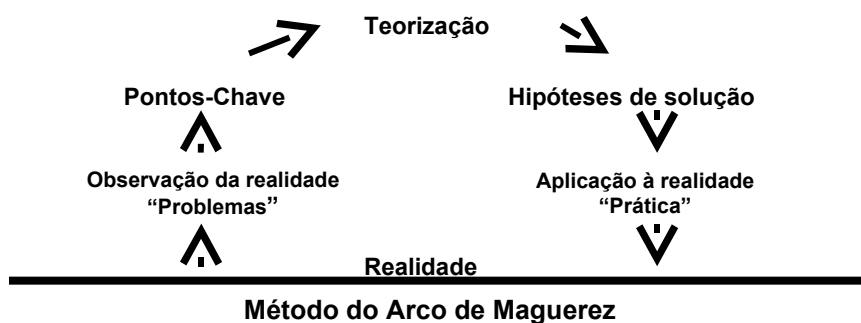 Teorização
Pontos-Chave
Hipóteses de solução
Observação da realidade
“Problemas”
Aplicação à realidade
“Prática”
Realidade
Método do Arco de Maguerez